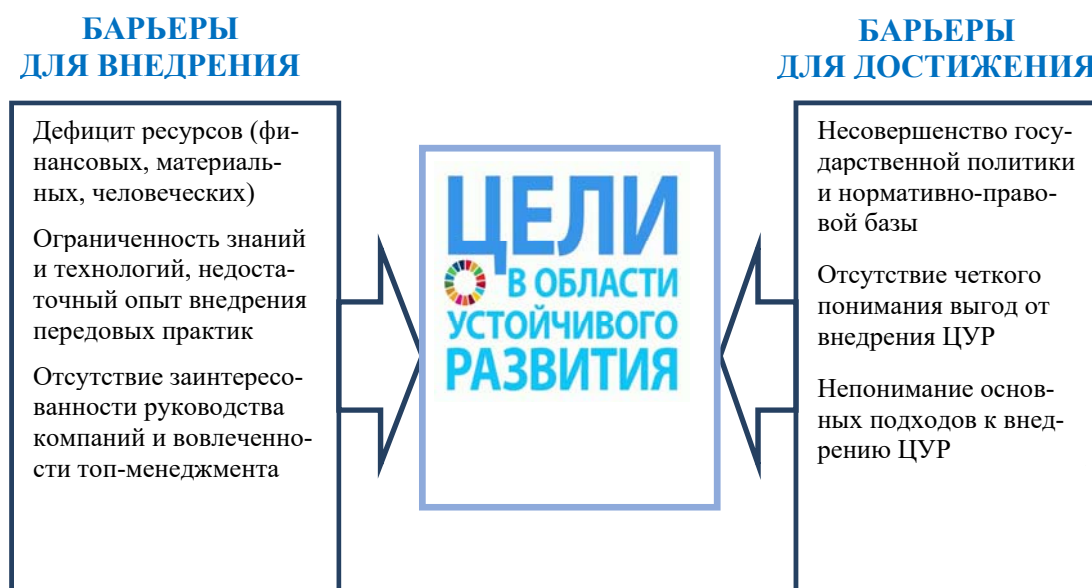 БАРЬЕРЫ
ДЛЯ ВНЕДРЕНИЯ
Дефицит ресурсов (фи-
нансовых, материаль-
ных, человеческих)
Ограниченность знаний
и технологий, недоста-
точный опыт внедрения
передовых практик
Отсутствие заинтересо-
ванности руководства
компаний и вовлеченно-
сти топ-менеджмента
ЦЕЛИ
В ОБЛАСТИ
УСТОЙЧИВОГО
РАЗВИТИЯ
БАРЬЕРЫ
ДЛЯ ДОСТИЖЕНИЯ
Несовершенство госу-
дарственной политики
и нормативно-право-
вой базы
Отсутствие четкого
понимания выгод от
внедрения ЦУР
Непонимание основ-
ных подходов к внед-
рению ЦУР